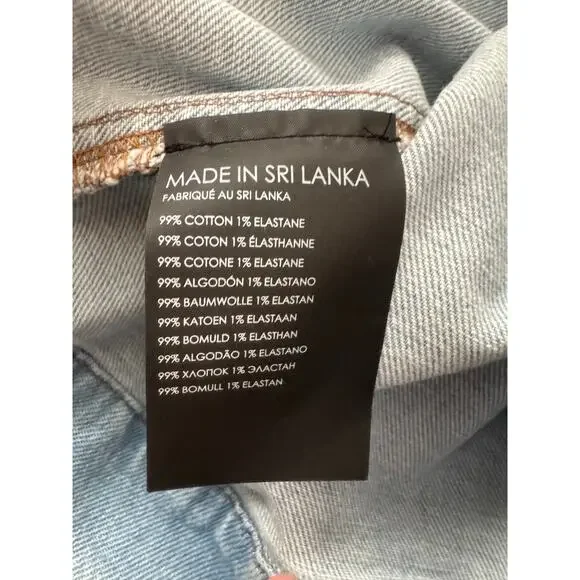 MADE IN SRI LANKA
FABRIQUÉ AU SRI LANKA
99% COTTON 1% ELASTANE
99% COTON 1% ÉLASTHANNE
99% COTONE 1% ELASTANE
99% ALGODÓN 1% ELASTANO
99% BAUMWOLLE 1% ELASTAN
99% KATOEN 1% ELASTAAN
99% BOMULD 1% ELASTHAN
99% ALGODÃO 1% ELASTANO
99% ХЛОПОК 1% ЭЛАСТАН
99% BOMULL 1% ELASTAN